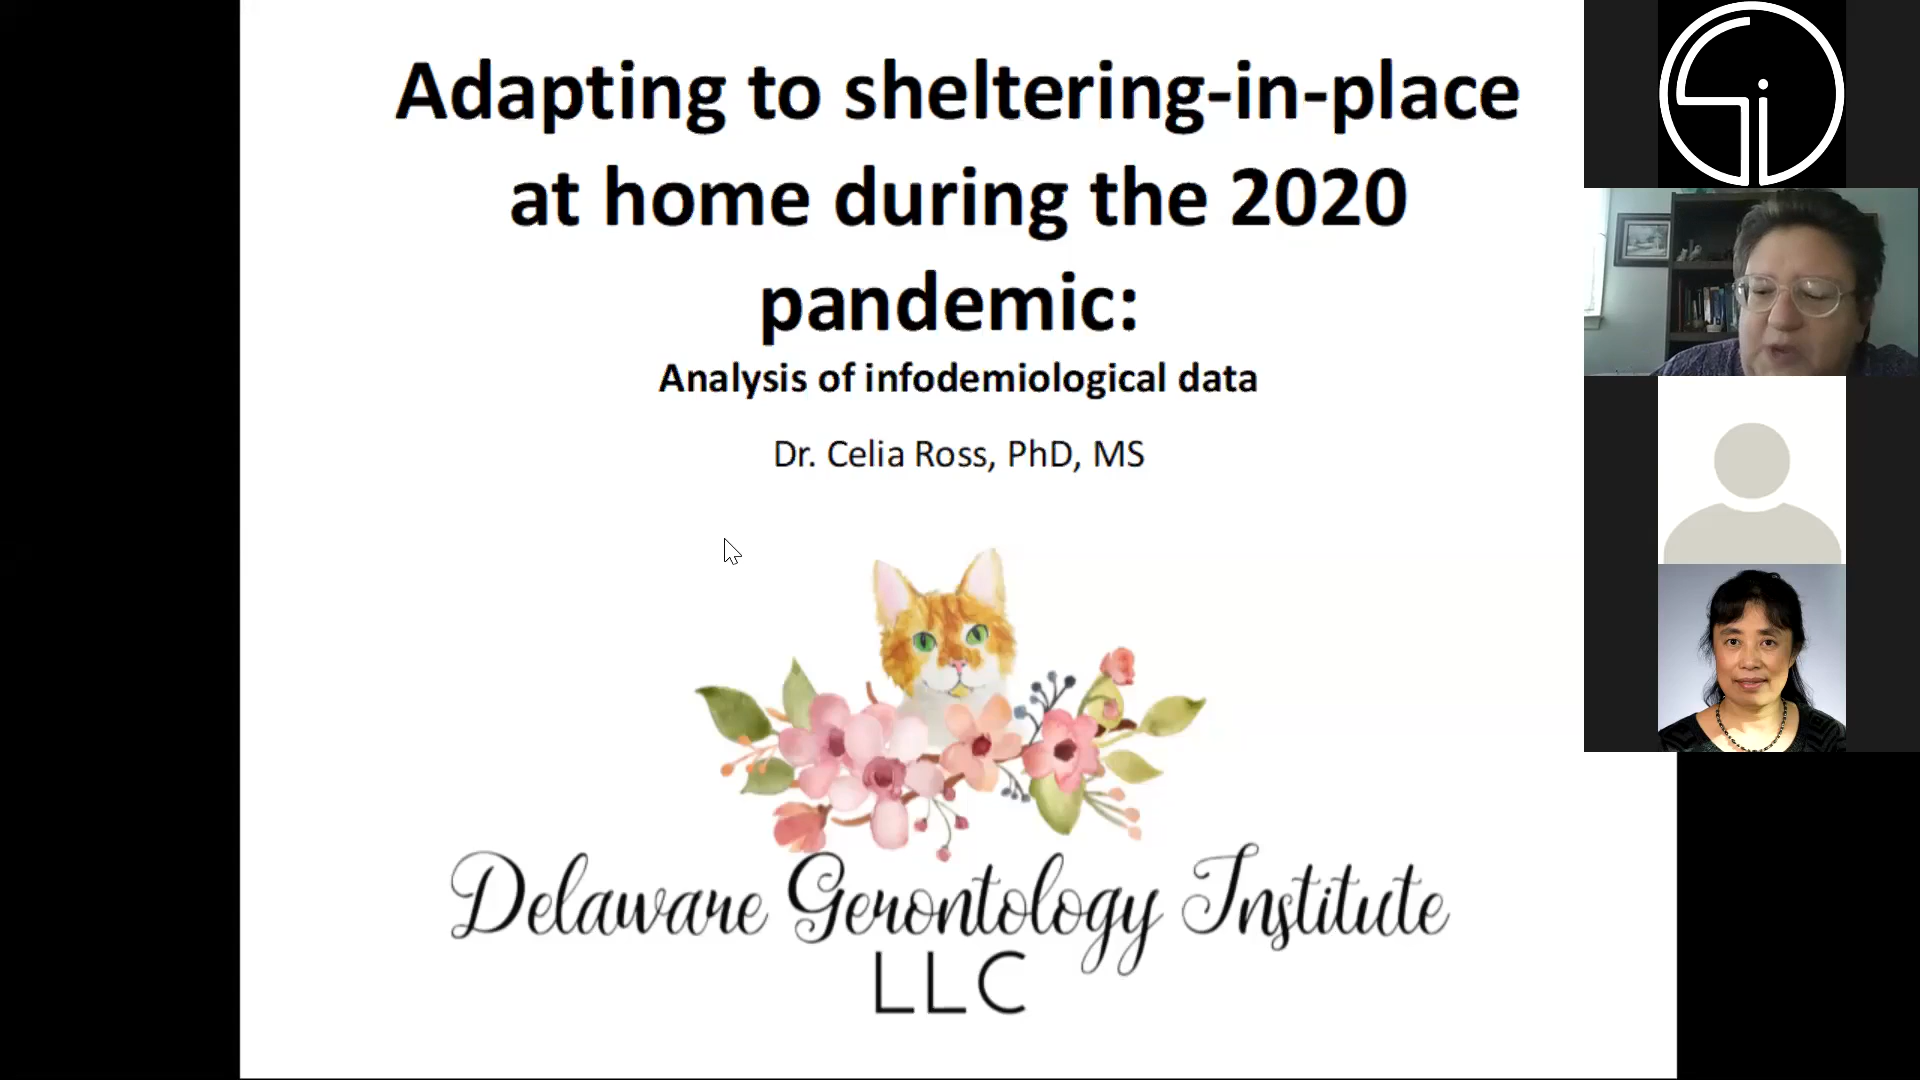 Adapting to sheltering-in-place
at home during the 2020
pandemic:
Analysis of infodemiological data
Dr. Celia Ross, PhD, MS
Delaware Gerontology Institute
LLC